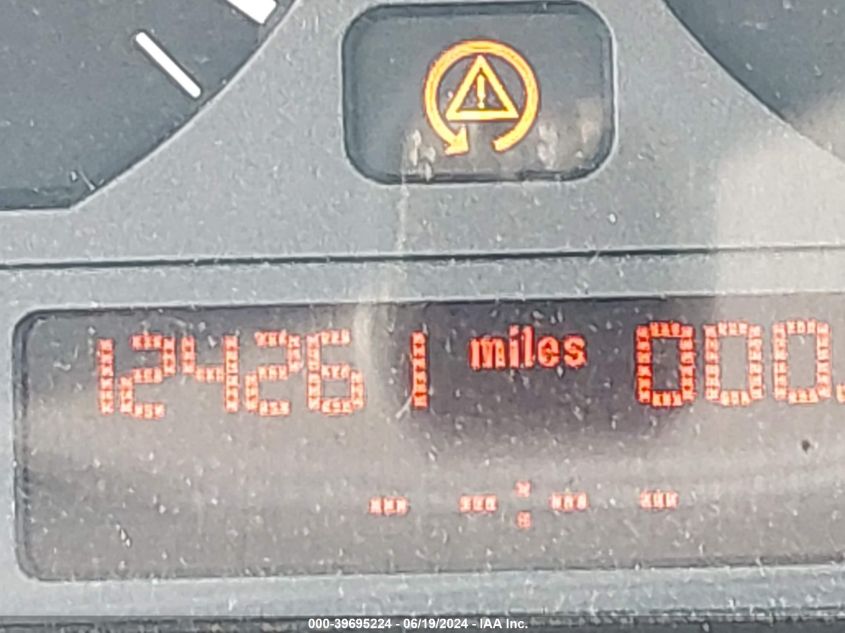 !
124261 miles 000.
- -:- -
000-39695224 - 06/19/2024 - IAA Inc.